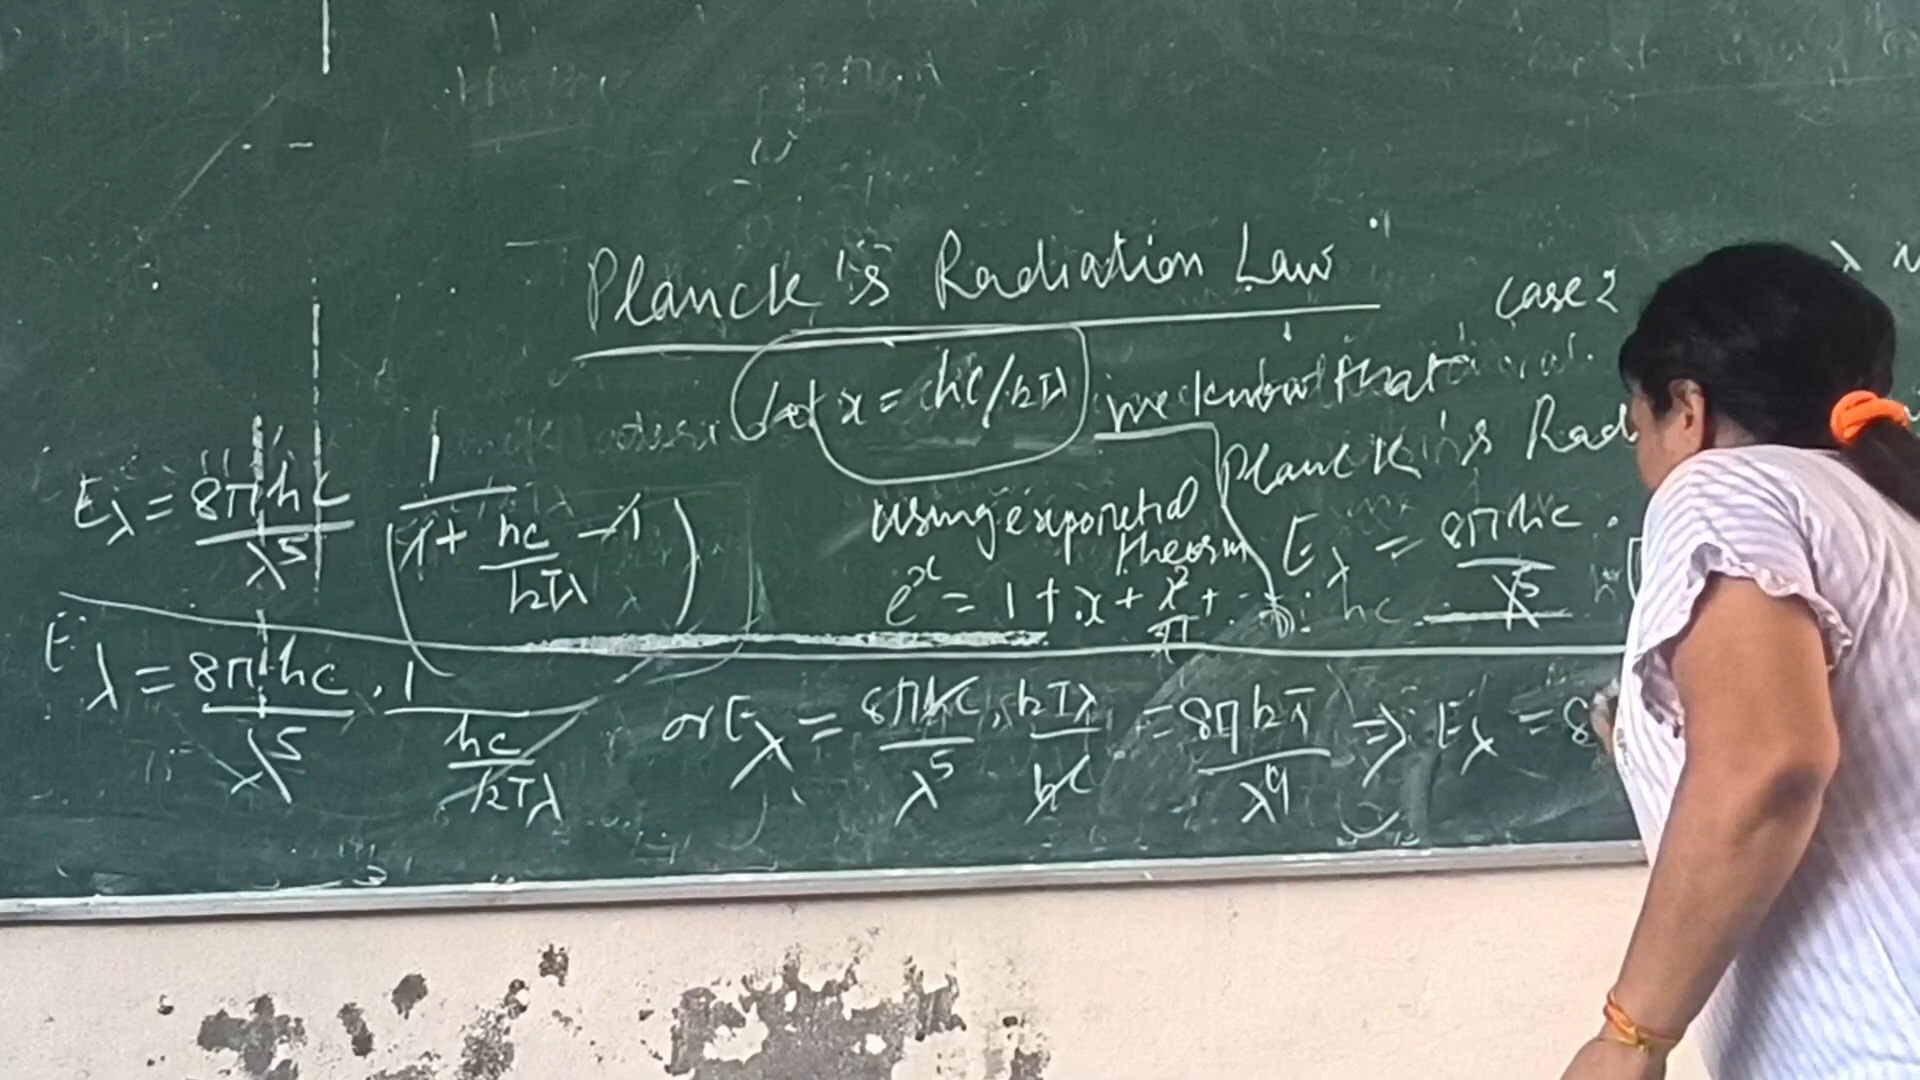 Planck's Radiation Law
case 2
Let x = hc/kTλ we know that
Planck's Rad
using exponetial
theorem
e^x = 1 + x + x²/2! + ...
Eλ = 8πhc/λ⁵ · 1/(1 + hc/kTλ - 1)
Eλ = 8πhc/λ⁵
Eλ = 8πhc/λ⁵ · 1/(hc/kTλ)
or Eλ = 8πhc/λ⁵ · kTλ/hc = 8πkT/λ⁴ ⇒ Eλ = 8